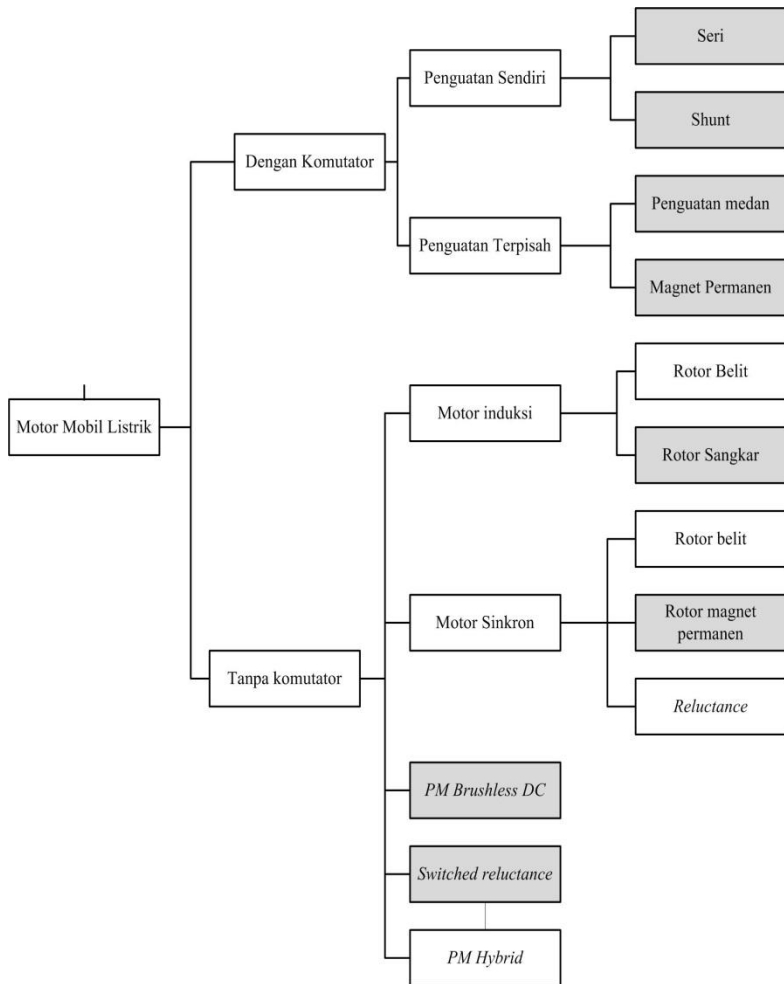 Seri
Penguatan Sendiri
Shunt
Dengan Komutator
Penguatan medan
Penguatan Terpisah
Magnet Permanen
Rotor Belit
Motor induksi
Motor Mobil Listrik
Rotor Sangkar
Rotor belit
Rotor magnet
permanen
Motor Sinkron
Tanpa komutator
Reluctance
PM Brushless DC
Switched reluctance
PM Hybrid